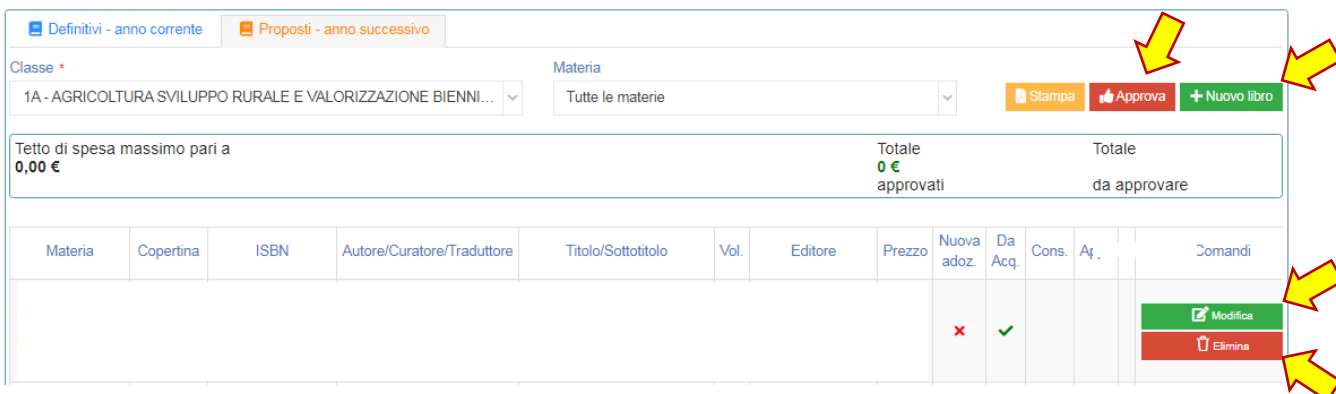 Definitivi - anno corrente Proposti - anno successivo
Classe * Materia
1A - AGRICOLTURA SVILUPPO RURALE E VALORIZZAZIONE BIENNI... Tutte le materie Stampa Approva + Nuovo libro
Tetto di spesa massimo pari a Totale Totale
0,00 € 0 €
approvati da approvare
Materia Copertina ISBN Autore/Curatore/Traduttore Titolo/Sottotitolo Vol. Editore Prezzo Nuova adoz. Da Acq. Cons.
Modifica
Elimina